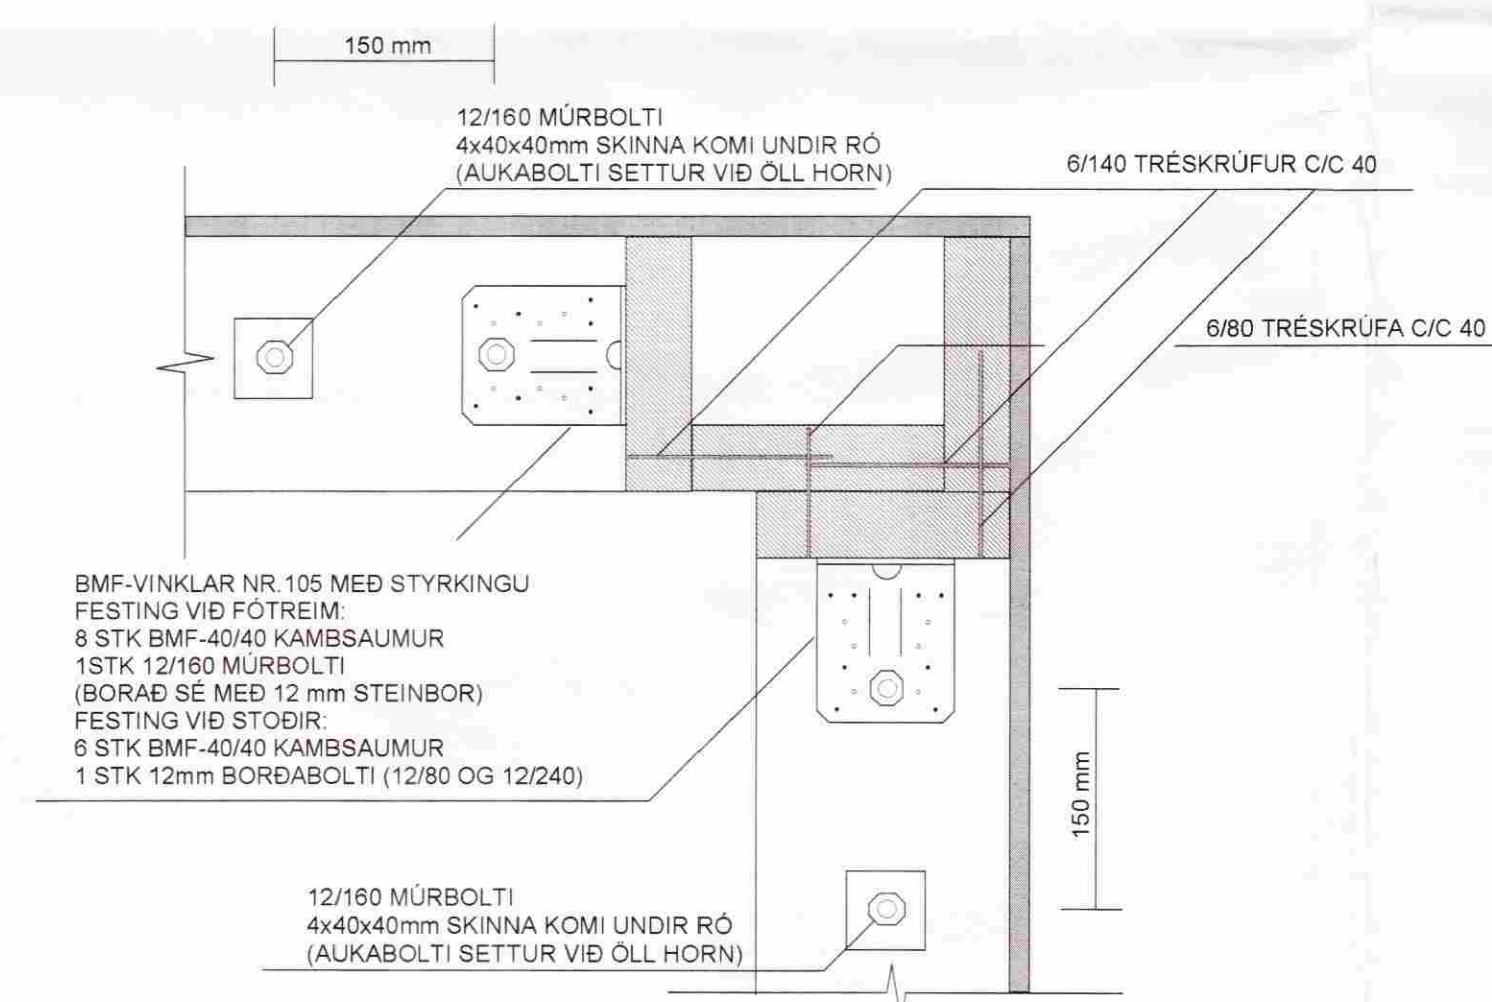 150 mm
12/160 MÚRBOLTI
4x40x40mm SKINNA KOMI UNDIR RÓ
(AUKABOLTI SETTUR VIÐ ÖLL HORN)
6/140 TRÉSKRÚFUR C/C 40
6/80 TRÉSKRÚFA C/C 40
BMF-VINKLAR NR.105 MEÐ STYRKINGU
FESTING VIÐ FÓTREIM:
8 STK BMF-40/40 KAMBSAUMUR
1STK 12/160 MÚRBOLTI
(BORAÐ SÉ MEÐ 12 mm STEINBOR)
FESTING VIÐ STOÐIR:
6 STK BMF-40/40 KAMBSAUMUR
1 STK 12mm BORÐABOLTI (12/80 OG 12/240)
150 mm
12/160 MÚRBOLTI
4x40x40mm SKINNA KOMI UNDIR RÓ
(AUKABOLTI SETTUR VIÐ ÖLL HORN)